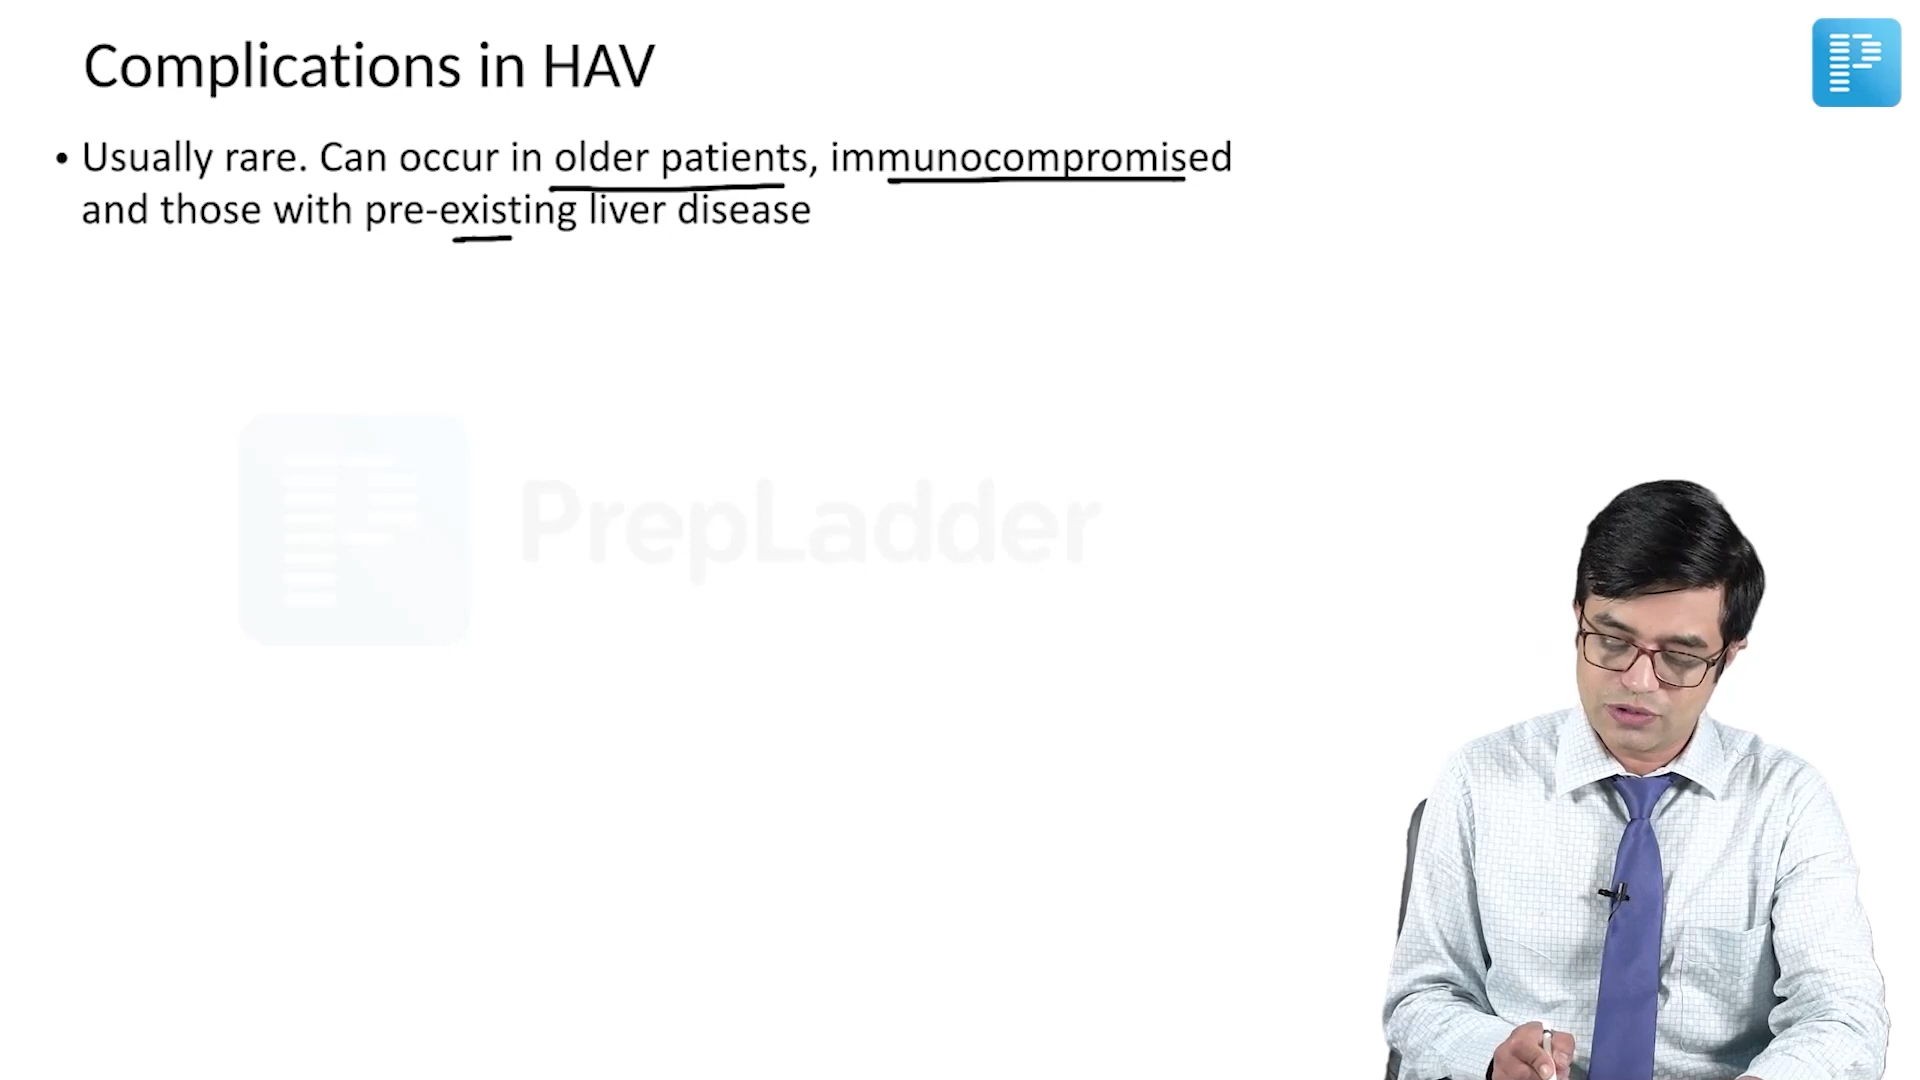 Complications in HAV
• Usually rare. Can occur in older patients, immunocompromised
and those with pre-existing liver disease
PrepLadder